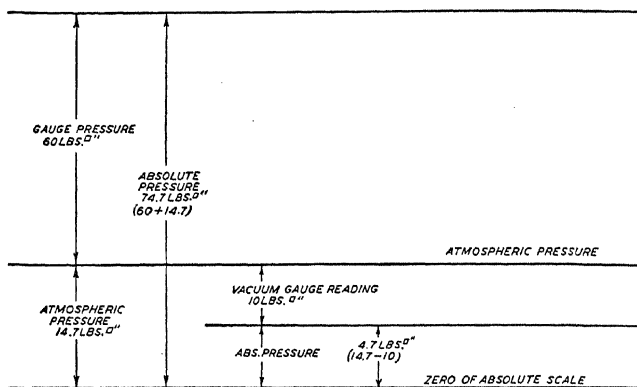 GAUGE PRESSURE
60 LBS.□"
ABSOLUTE
PRESSURE
74.7 LBS.□"
(60+14.7)
ATMOSPHERIC PRESSURE
VACUUM GAUGE READING
10 LBS.□"
ATMOSPHERIC
PRESSURE
14.7 LBS.□"
ABS. PRESSURE
4.7 LBS.□"
(14.7-10)
ZERO OF ABSOLUTE SCALE